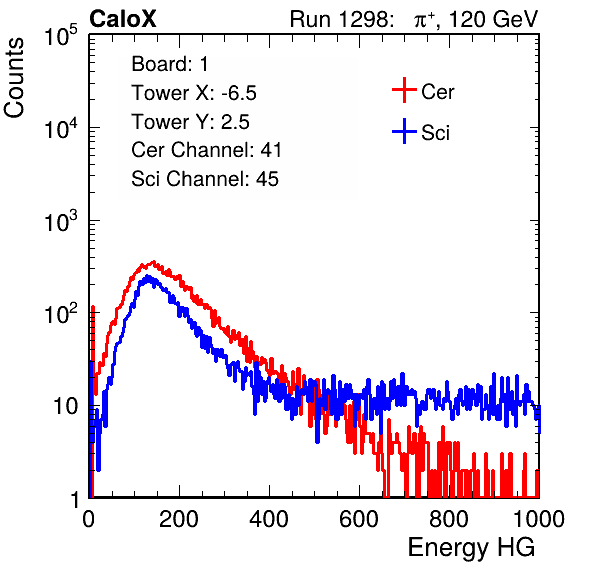 CaloX
Run 1298: π⁺, 120 GeV
Counts
10⁵
10⁴
10³
10²
10
1
Board: 1
Tower X: -6.5
Tower Y: 2.5
Cer Channel: 41
Sci Channel: 45
Cer
Sci
0 200 400 600 800 1000
Energy HG